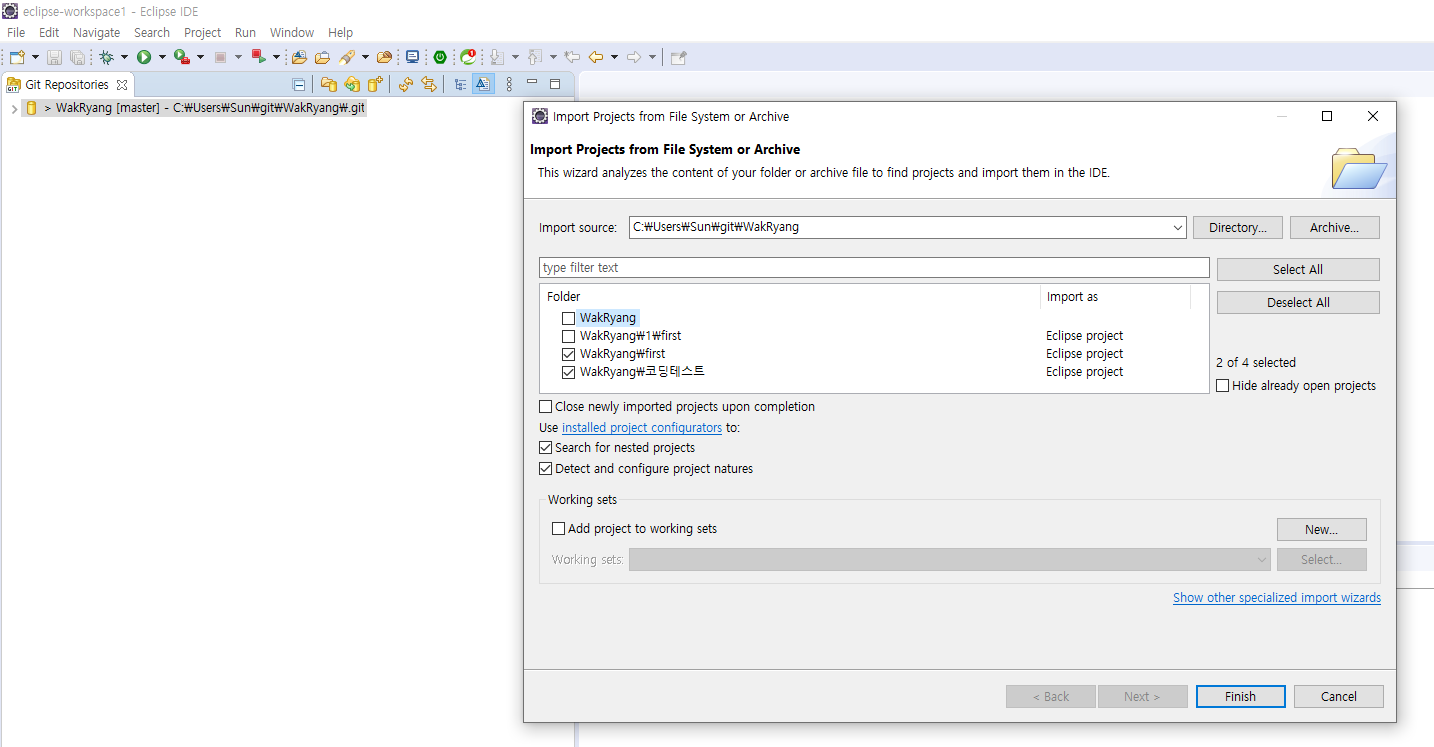 eclipse-workspace1 - Eclipse IDE
File Edit Navigate Search Project Run Window Help
Git Repositories
> WakRyang [master] - C:₩Users₩Sun₩git₩WakRyang₩.git
Import Projects from File System or Archive
Import Projects from File System or Archive
This wizard analyzes the content of your folder or archive file to find projects and import them in the IDE.
Import source: C:₩Users₩Sun₩git₩WakRyang Directory... Archive...
type filter text Select All
Folder Import as
Deselect All
WakRyang
WakRyang₩1₩first Eclipse project
WakRyang₩first Eclipse project
WakRyang₩코딩테스트 Eclipse project
2 of 4 selected
Hide already open projects
Close newly imported projects upon completion
Use installed project configurators to:
Search for nested projects
Detect and configure project natures
Working sets
Add project to working sets New...
Working sets: Select...
Show other specialized import wizards
< Back Next > Finish Cancel